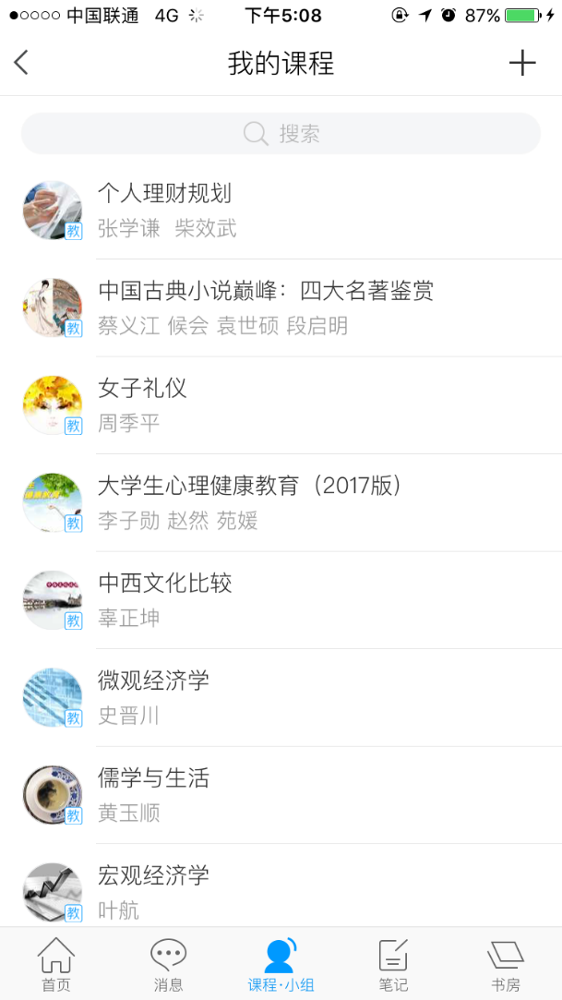 中国联通 4G 下午5:08 87%
我的课程
搜索
个人理财规划
张学谦 柴效武
教
中国古典小说巅峰：四大名著鉴赏
蔡义江 候会 袁世硕 段启明
教
女子礼仪
周季平
教
大学生心理健康教育（2017版）
李子勋 赵然 苑媛
教
中西文化比较
辜正坤
教
微观经济学
史晋川
教
儒学与生活
黄玉顺
教
宏观经济学
叶航
教
首页 消息 课程·小组 笔记 书房